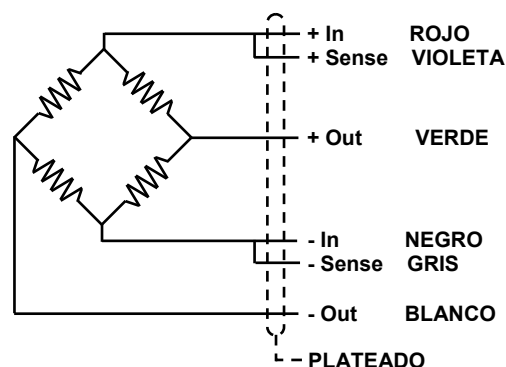 + In ROJO
+ Sense VIOLETA
+ Out VERDE
- In NEGRO
- Sense GRIS
- Out BLANCO
PLATEADO